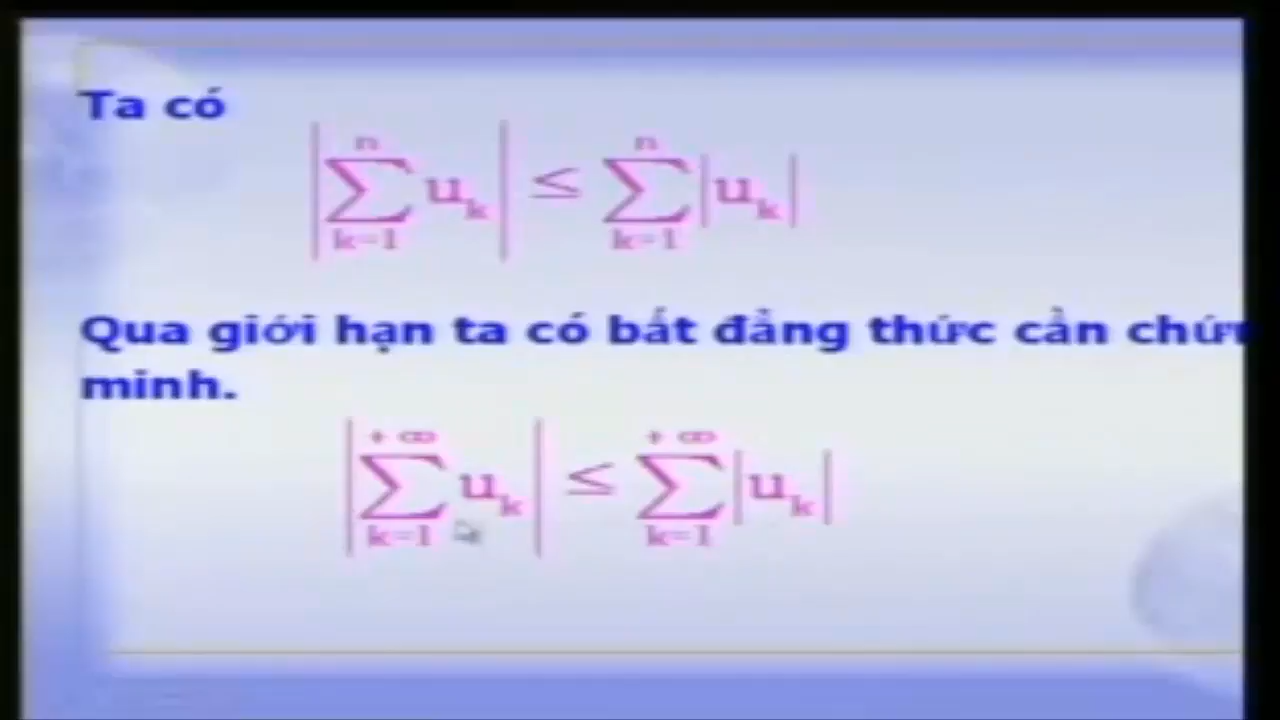 Ta có
|∑_{k=1}^{n} u_k| ≤ ∑_{k=1}^{n} |u_k|
Qua giới hạn ta có bất đẳng thức cần
minh.
|∑_{k=1}^{+∞} u_k| ≤ ∑_{k=1}^{+∞} |u_k|